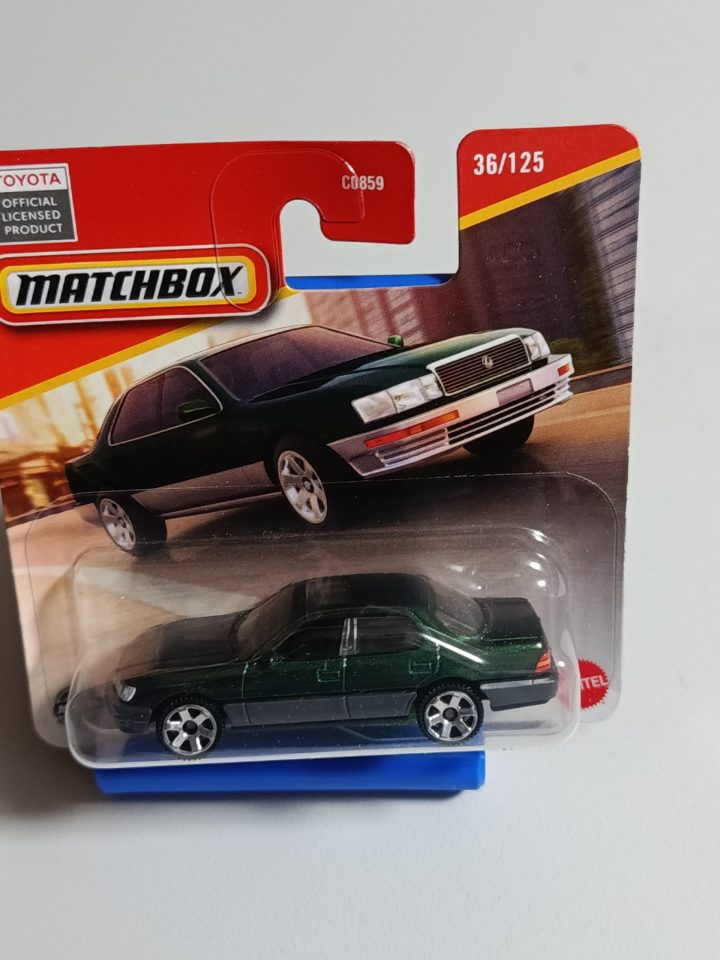 TOYOTA
OFFICIAL
LICENSED
PRODUCT
C0859
36/125
MATCHBOX